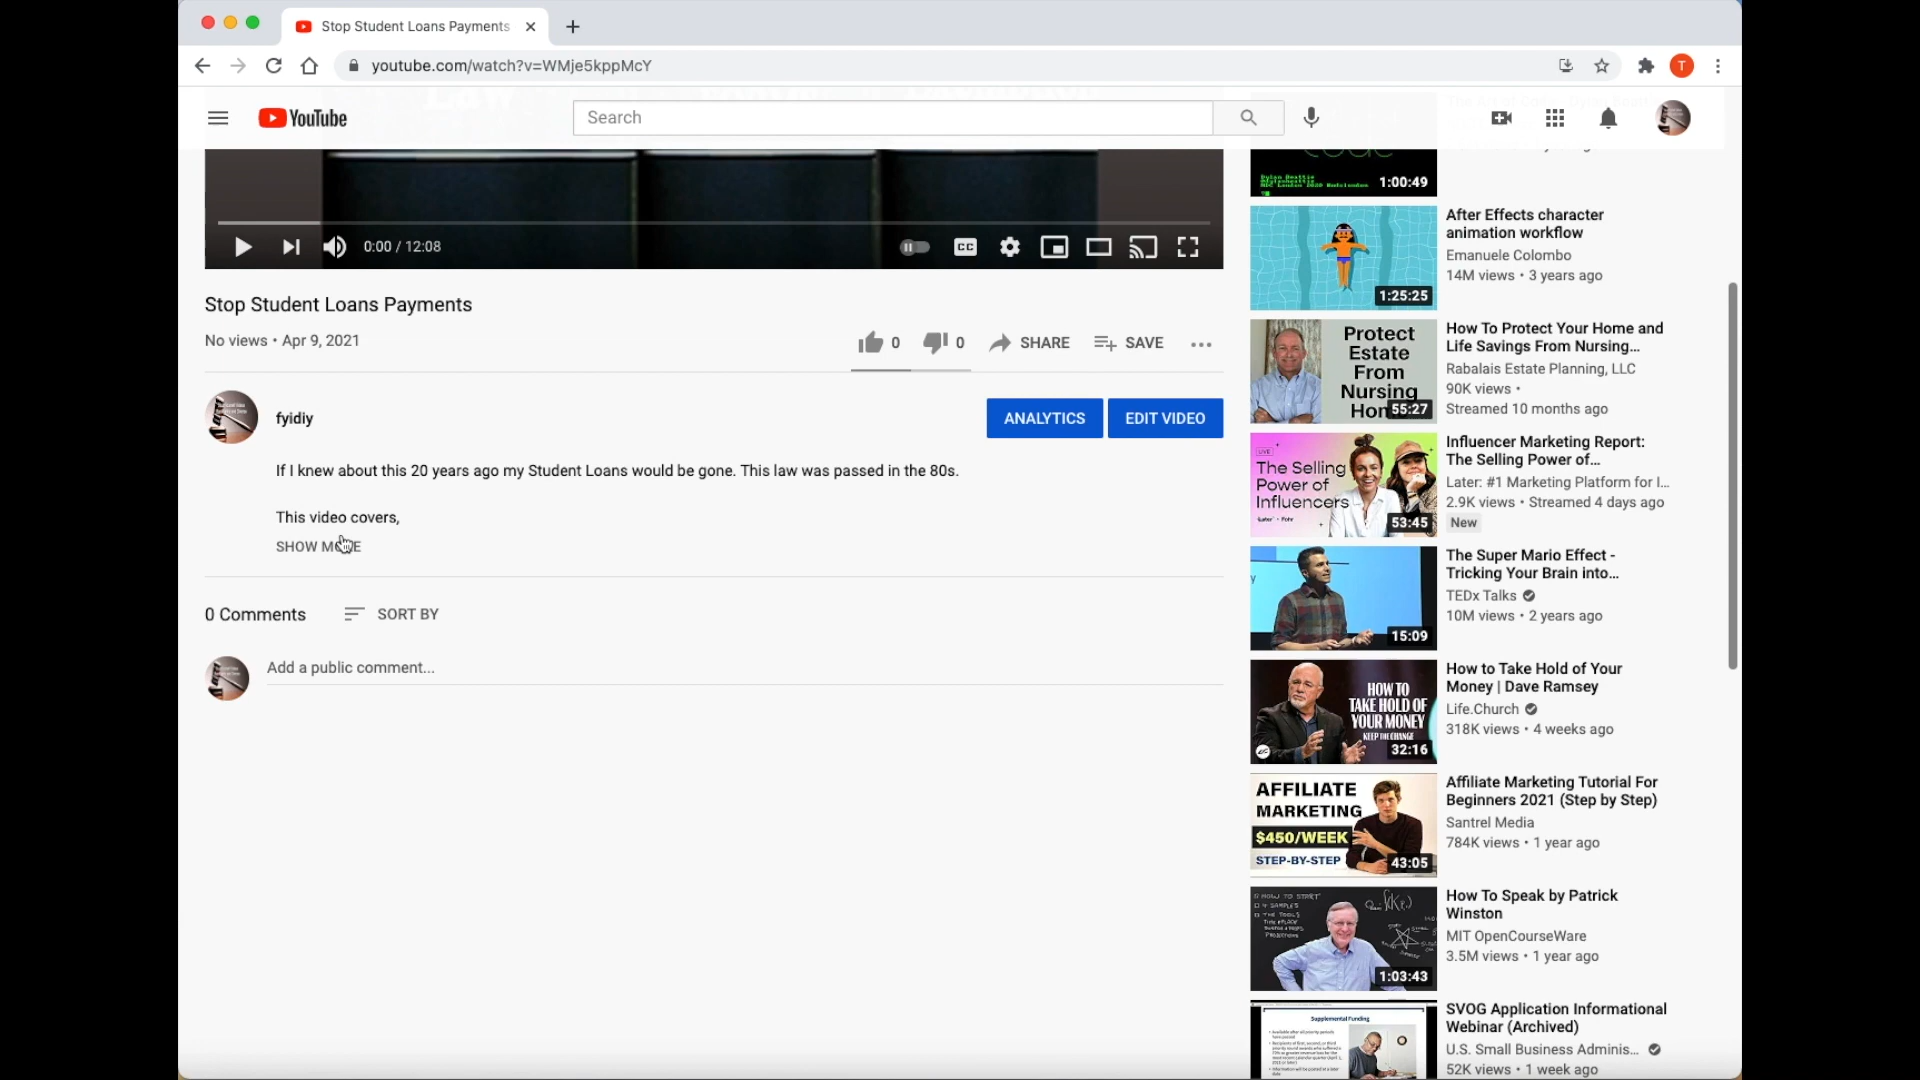 Stop Student Loans Payments
youtube.com/watch?v=WMje5kppMcY
T
YouTube
Search
0:00 / 12:08
CC
Stop Student Loans Payments
No views • Apr 9, 2021
0
0
SHARE
SAVE
fyidiy
ANALYTICS
EDIT VIDEO
If I knew about this 20 years ago my Student Loans would be gone. This law was passed in the 80s.
This video covers,
SHOW MORE
0 Comments
SORT BY
Add a public comment...
1:00:49
1:25:25
After Effects character
animation workflow
Emanuele Colombo
14M views • 3 years ago
Protect
Estate
From
Nursing
55:27
How To Protect Your Home and
Life Savings From Nursing...
Rabalais Estate Planning, LLC
90K views •
Streamed 10 months ago
LIVE
The Selling
Power of
Influencers
53:45
Influencer Marketing Report:
The Selling Power of...
Later: #1 Marketing Platform for I...
2.9K views • Streamed 4 days ago
New
15:09
The Super Mario Effect -
Tricking Your Brain into...
TEDx Talks
10M views • 2 years ago
HOW TO
TAKE HOLD OF
YOUR MONEY
KEEP THE CHANGE
32:16
How to Take Hold of Your
Money | Dave Ramsey
Life.Church
318K views • 4 weeks ago
AFFILIATE
MARKETING
$450/WEEK
STEP-BY-STEP
43:05
Affiliate Marketing Tutorial For
Beginners 2021 (Step by Step)
Santrel Media
784K views • 1 year ago
HOW TO START
THE TOOLS
1:03:43
How To Speak by Patrick
Winston
MIT OpenCourseWare
3.5M views • 1 year ago
Supplemental Funding
SVOG Application Informational
Webinar (Archived)
U.S. Small Business Adminis...
52K views • 1 week ago